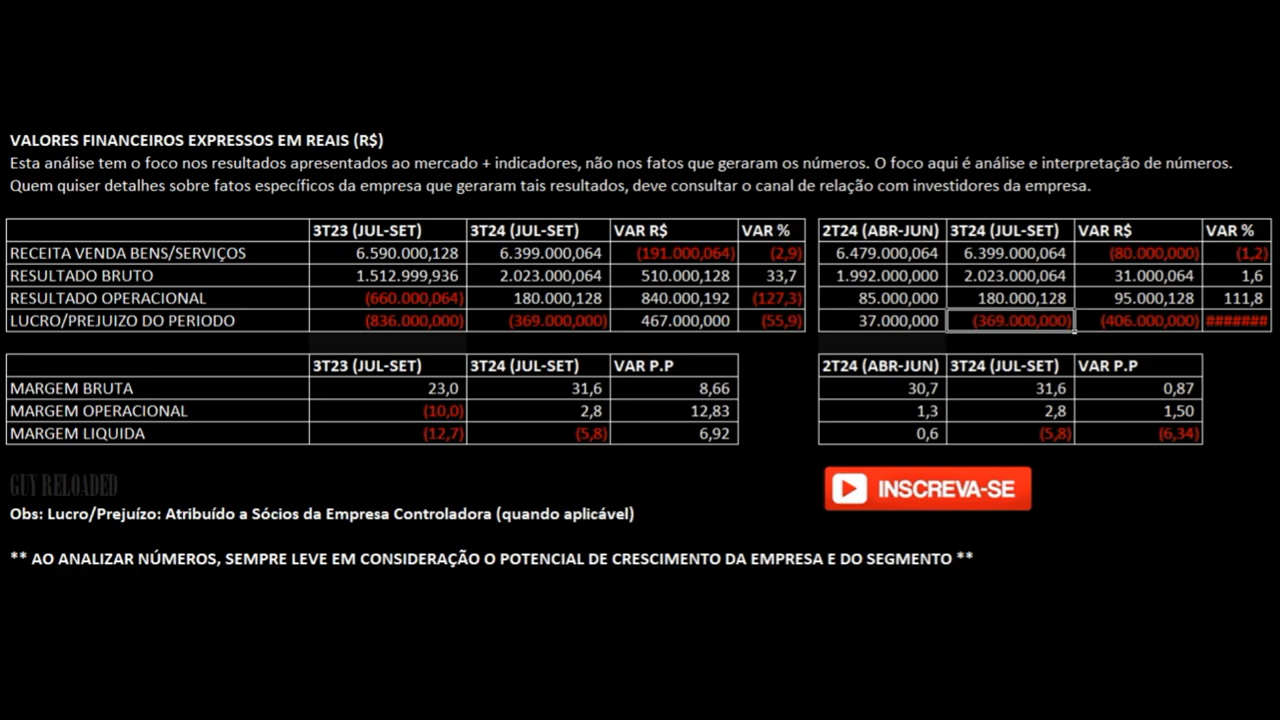 VALORES FINANCEIROS EXPRESSOS EM REAIS (R$)
Esta análise tem o foco nos resultados apresentados ao mercado + indicadores, não nos fatos que geraram os números. O foco aqui é análise e interpretação de números.
Quem quiser detalhes sobre fatos específicos da empresa que geraram tais resultados, deve consultar o canal de relação com investidores da empresa.
3T23 (JUL-SET) 3T24 (JUL-SET) VAR R$ VAR % 2T24 (ABR-JUN) 3T24 (JUL-SET) VAR R$ VAR %
RECEITA VENDA BENS/SERVIÇOS 6.590.000,128 6.399.000,064 (191.000,064) (2,9) 6.479.000,064 6.399.000,064 (80.000,000) (1,2)
RESULTADO BRUTO 1.512.999,936 2.023.000,064 510.000,128 33,7 1.992.000,000 2.023.000,064 31.000,064 1,6
RESULTADO OPERACIONAL (660.000,064) 180.000,128 840.000,192 (127,3) 85.000,000 180.000,128 95.000,128 111,8
LUCRO/PREJUIZO DO PERIODO (836.000,000) (369.000,000) 467.000,000 (55,9) 37.000,000 (369.000,000) (406.000,000) #######
3T23 (JUL-SET) 3T24 (JUL-SET) VAR P.P 2T24 (ABR-JUN) 3T24 (JUL-SET) VAR P.P
MARGEM BRUTA 23,0 31,6 8,66 30,7 31,6 0,87
MARGEM OPERACIONAL (10,0) 2,8 12,83 1,3 2,8 1,50
MARGEM LIQUIDA (12,7) (5,8) 6,92 0,6 (5,8) (6,34)
GUY RELOADED
INSCREVA-SE
Obs: Lucro/Prejuízo: Atribuído a Sócios da Empresa Controladora (quando aplicável)
** AO ANALIZAR NÚMEROS, SEMPRE LEVE EM CONSIDERAÇÃO O POTENCIAL DE CRESCIMENTO DA EMPRESA E DO SEGMENTO **